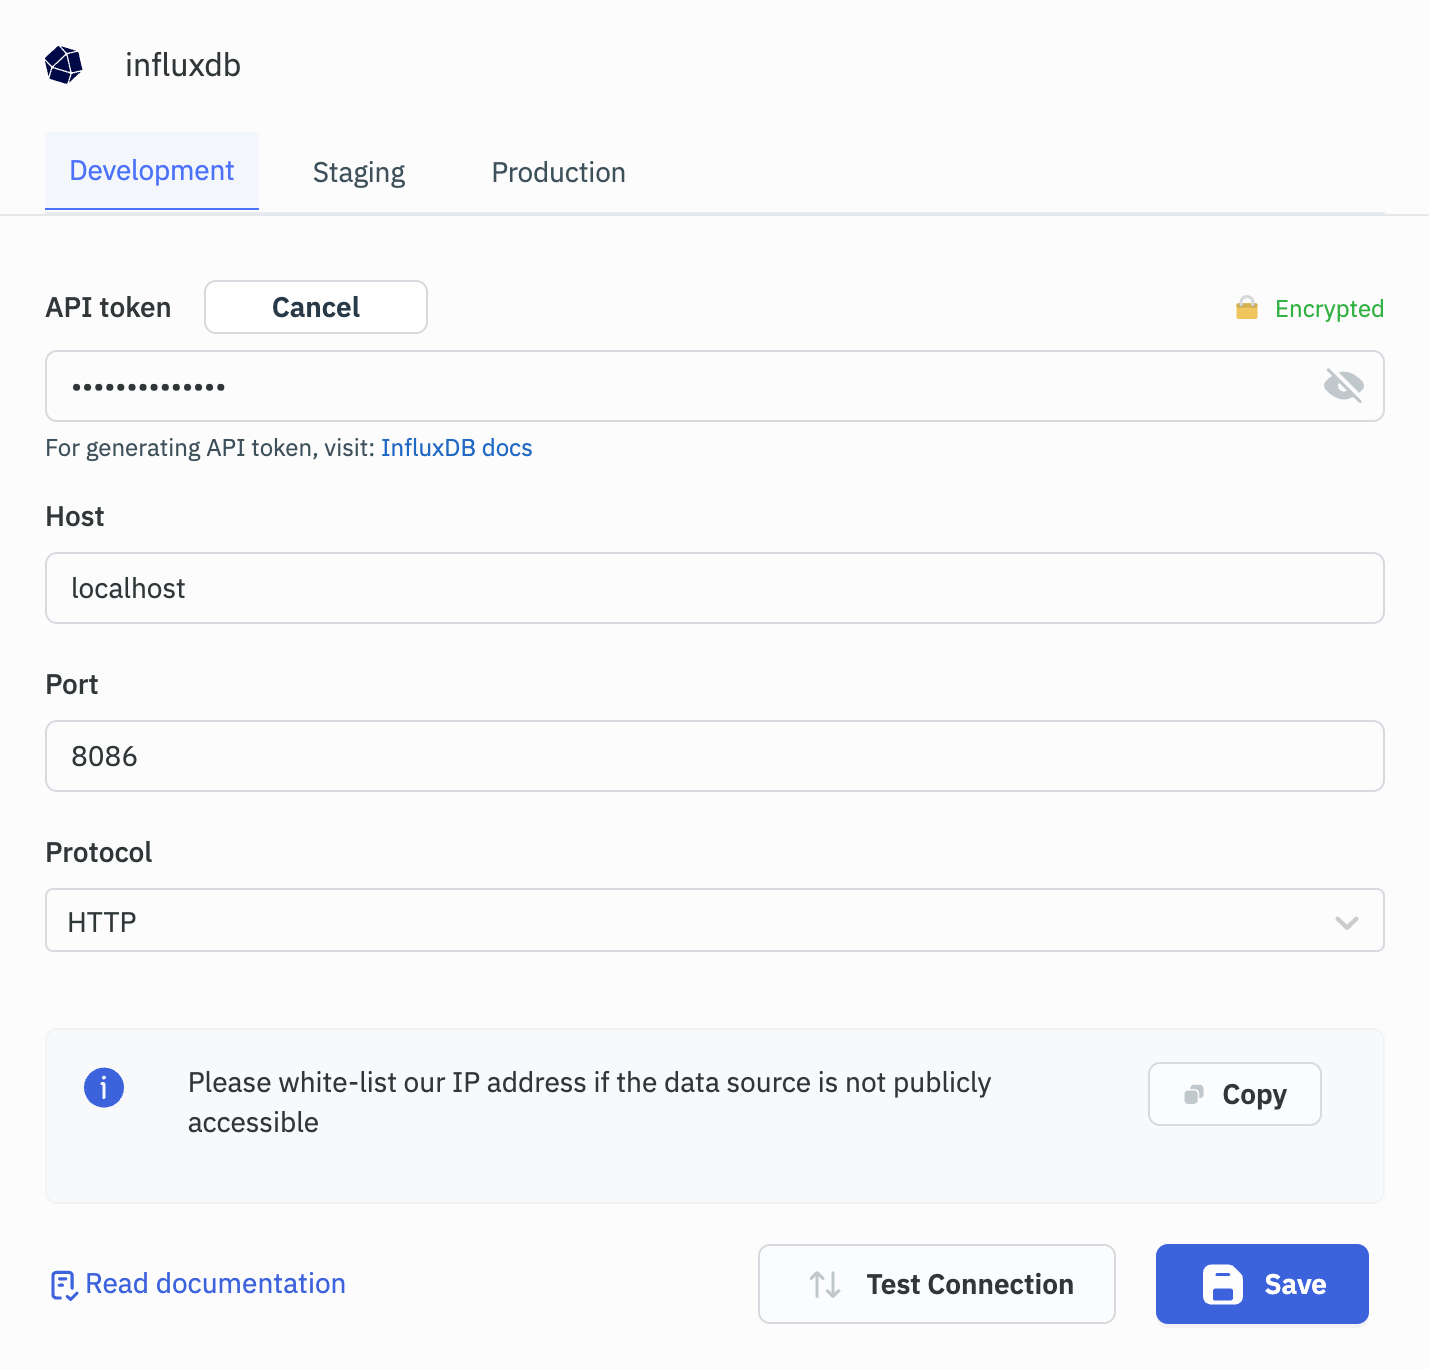 influxdb
Development Staging Production
API token Cancel Encrypted
••••••••••••••
For generating API token, visit: InfluxDB docs
Host
localhost
Port
8086
Protocol
HTTP
Please white-list our IP address if the data source is not publicly
accessible
Copy
Read documentation Test Connection Save